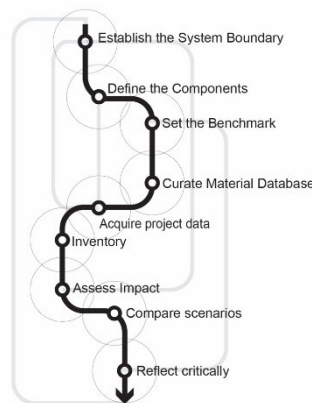 Establish the System Boundary
Define the Components
Set the Benchmark
Curate Material Database
Acquire project data
Inventory
Assess Impact
Compare scenarios
Reflect critically